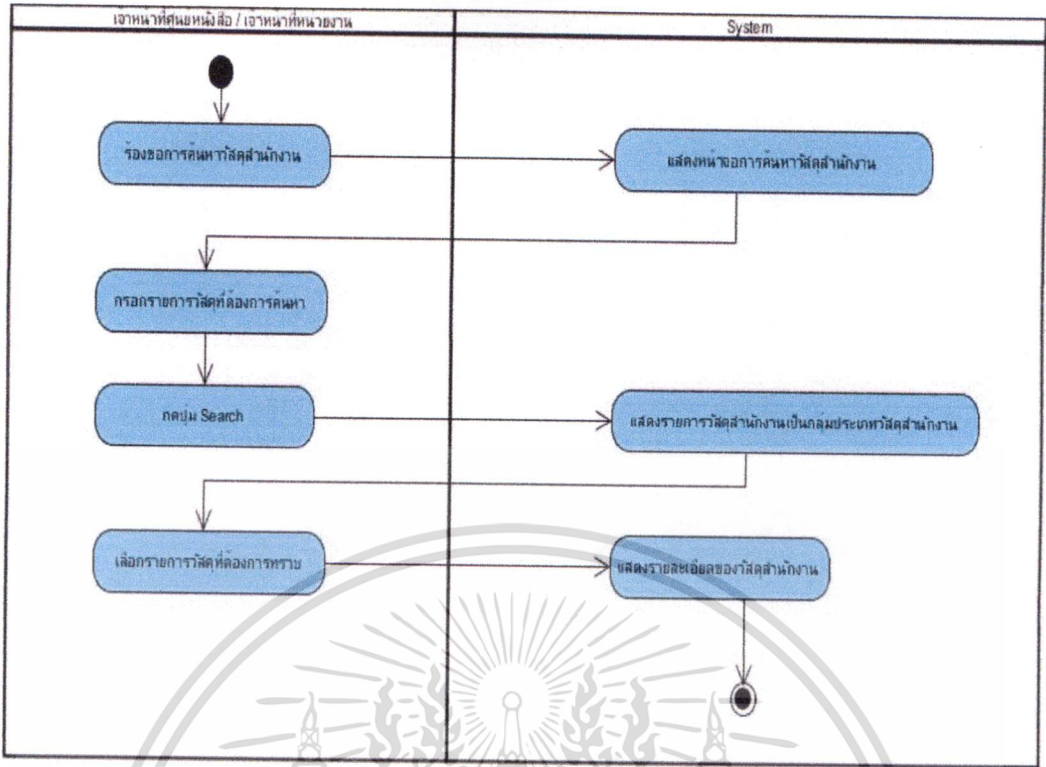 เจ้าหน้าที่ศูนย์หนังสือ / เจ้าหน้าที่หน่วยงาน
System
ร้องขอการค้นหาวัสดุสำนักงาน
แสดงหน้าจอการค้นหาวัสดุสำนักงาน
กรอกรายการวัสดุที่ต้องการค้นหา
กดปุ่ม Search
แสดงรายการวัสดุสำนักงานเป็นกลุ่มประเภทวัสดุสำนักงาน
เลือกรายการวัสดุที่ต้องการทราบ
แสดงรายละเอียดของวัสดุสำนักงาน